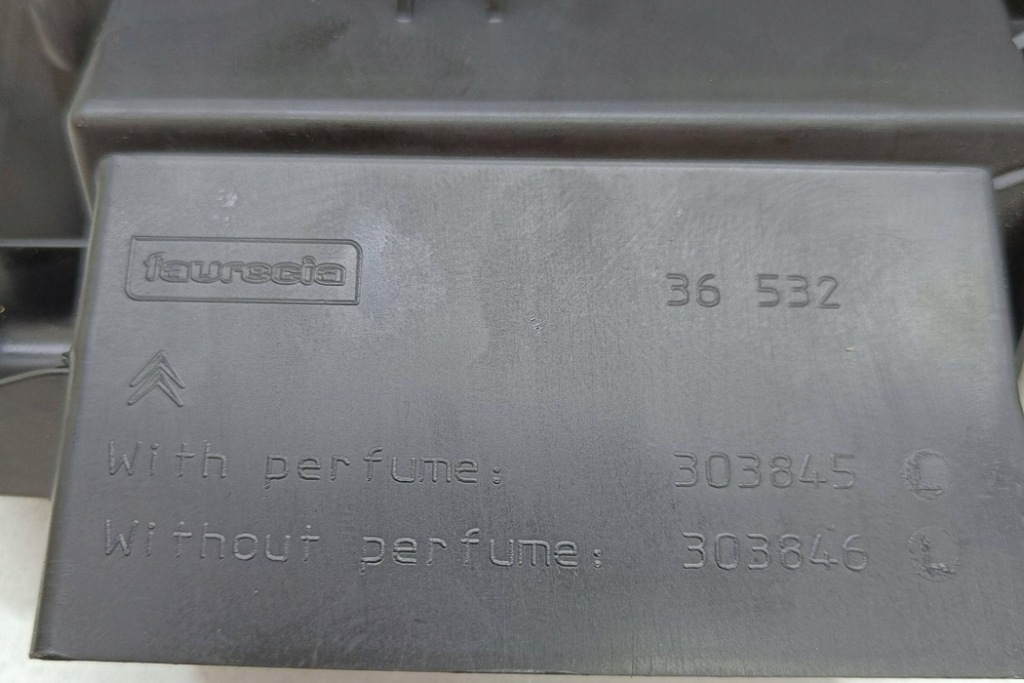 faurecia
36 532
With perfume: 303845 L
Without perfume: 303846 L